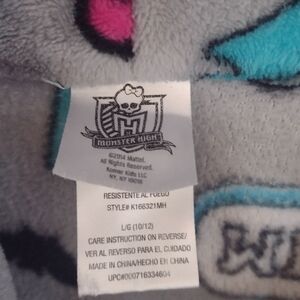 MONSTER HIGH
©2014 Mattel.
All Rights Reserved.
Komar Kids LLC
NY, NY 10016
RESISTENTE AL FUEGO
STYLE# K166321MH
L/G (10/12)
CARE INSTRUCTION ON REVERSE/
VER AL REVERSO PARA EL CUIDADO
MADE IN CHINA/HECHO EN CHINA
UPC#000716334604